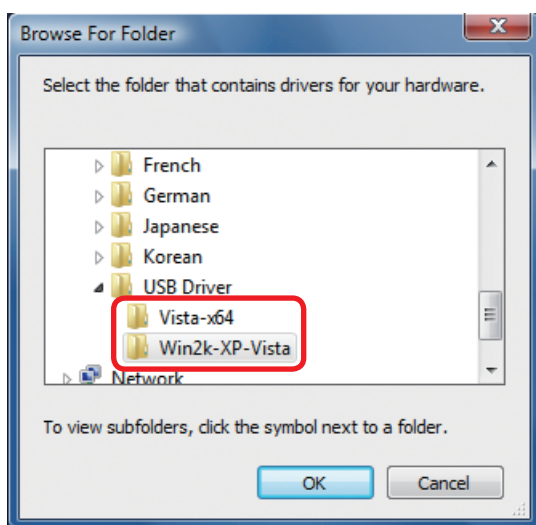 Browse For Folder
Select the folder that contains drivers for your hardware.
French
German
Japanese
Korean
USB Driver
Vista-x64
Win2k-XP-Vista
Network
To view subfolders, click the symbol next to a folder.
OK Cancel